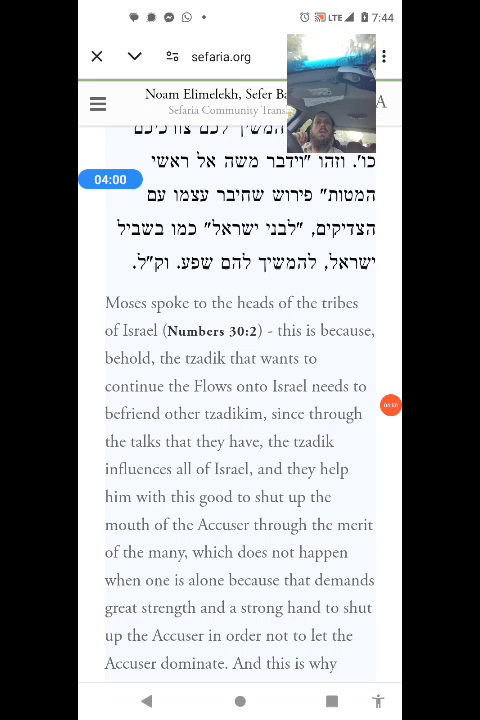 LTE 7:44
sefaria.org
Noam Elimelekh, Sefer Ba
Sefaria Community Trans
A
המשיך לכם צורכיכם
04:00
כו'. וזהו "וידבר משה אל ראשי
המטות" פירוש שחיבר עצמו עם
הצדיקים, "לבני ישראל" כמו בשביל
ישראל, להמשיך להם שפע. וק"ל.
Moses spoke to the heads of the tribes
of Israel (Numbers 30:2) - this is because,
behold, the tzadik that wants to
continue the Flows onto Israel needs to
befriend other tzadikim, since through
the talks that they have, the tzadik
influences all of Israel, and they help
him with this good to shut up the
mouth of the Accuser through the merit
of the many, which does not happen
when one is alone because that demands
great strength and a strong hand to shut
up the Accuser in order not to let the
Accuser dominate. And this is why